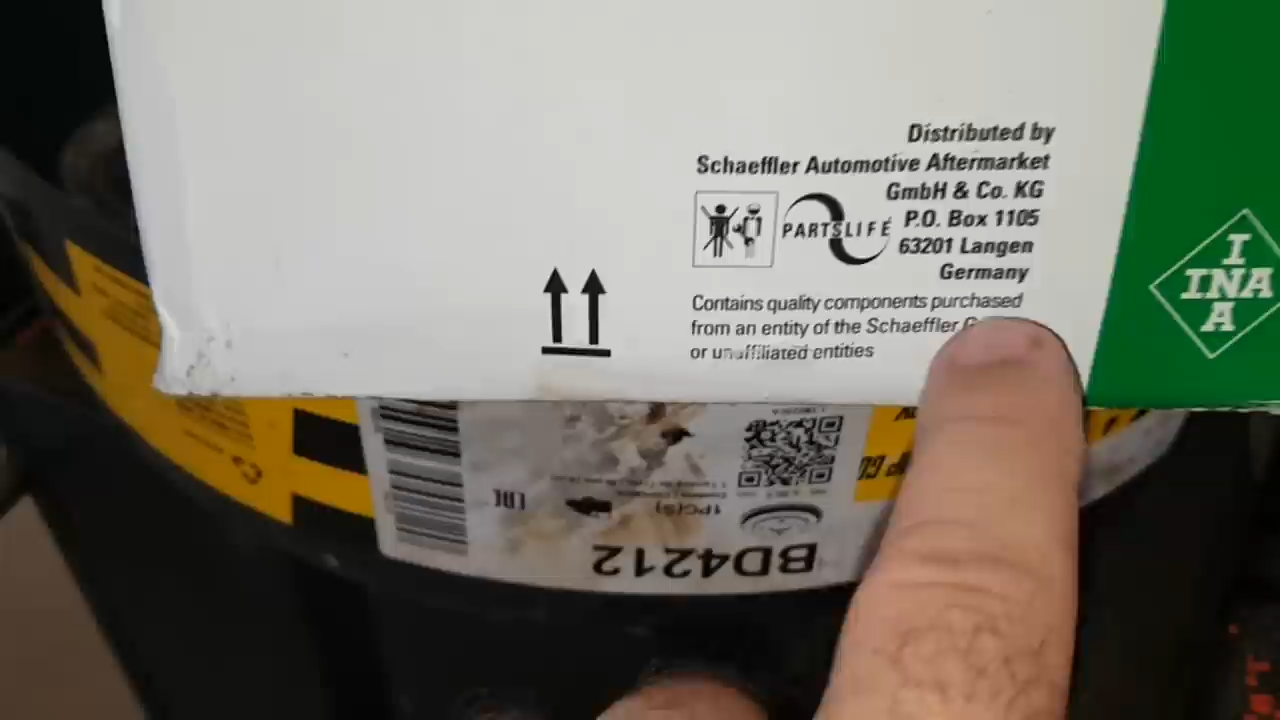 Distributed by
Schaeffler Automotive Aftermarket
GmbH & Co. KG
PARTSLIFE
P.O. Box 1105
63201 Langen
Germany
Contains quality components purchased
from an entity of the Schaeffler
or unaffiliated entities
I
INA
A
1PC(S)
BD4212